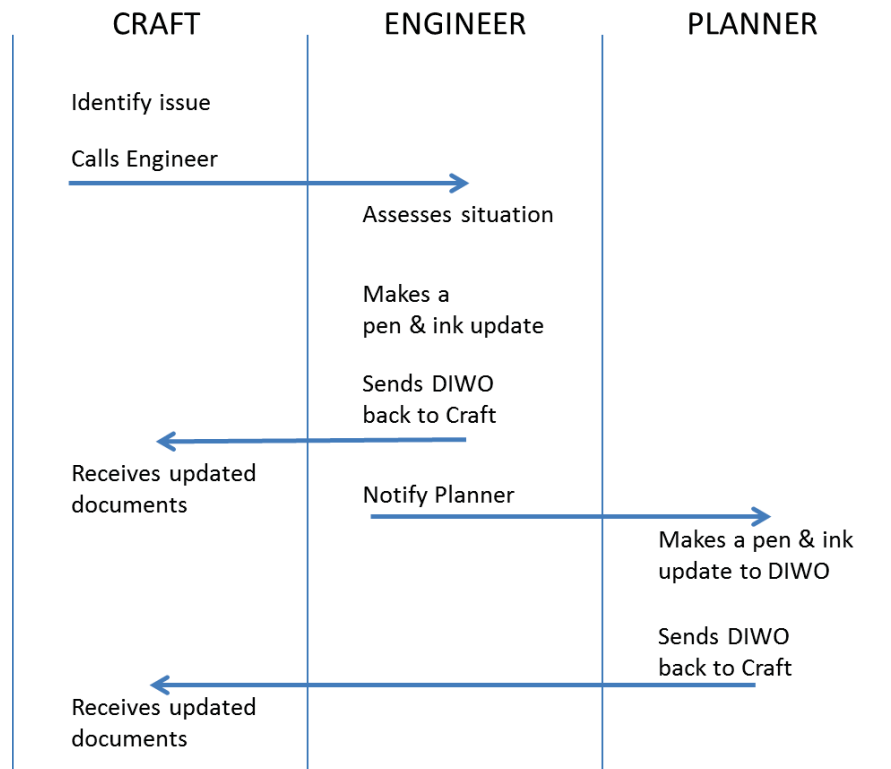 CRAFT
ENGINEER
PLANNER
Identify issue
Calls Engineer
Assesses situation
Makes a
pen & ink update
Sends DIWO
back to Craft
Receives updated
documents
Notify Planner
Makes a pen & ink
update to DIWO
Sends DIWO
back to Craft
Receives updated
documents